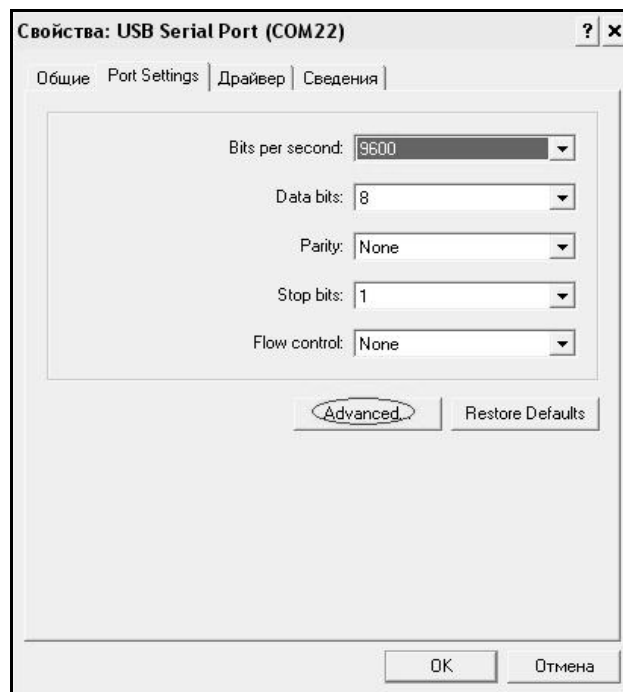 Свойства: USB Serial Port (COM22)
? ×
Общие Port Settings Драйвер Сведения
Bits per second: 9600
Data bits: 8
Parity: None
Stop bits: 1
Flow control: None
Advanced... Restore Defaults
OK Отмена